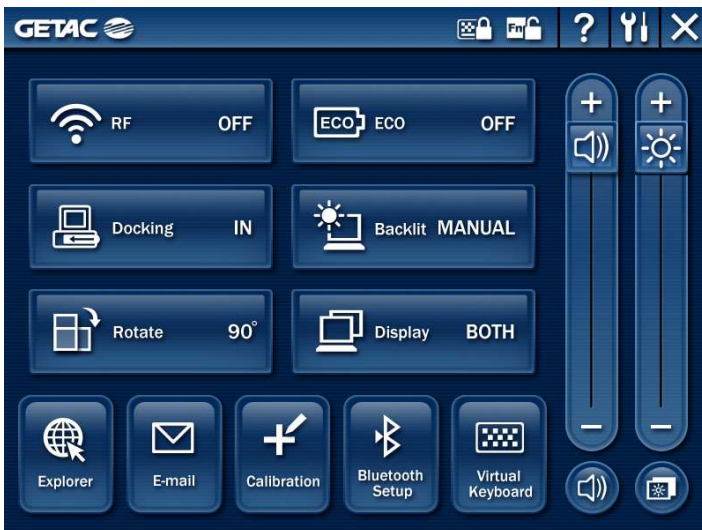 GETAC
Fn
?
RF OFF
ECO ECO OFF
Docking IN
Backlit MANUAL
Rotate 90°
Display BOTH
Explorer
E-mail
Calibration
Bluetooth
Setup
Virtual
Keyboard